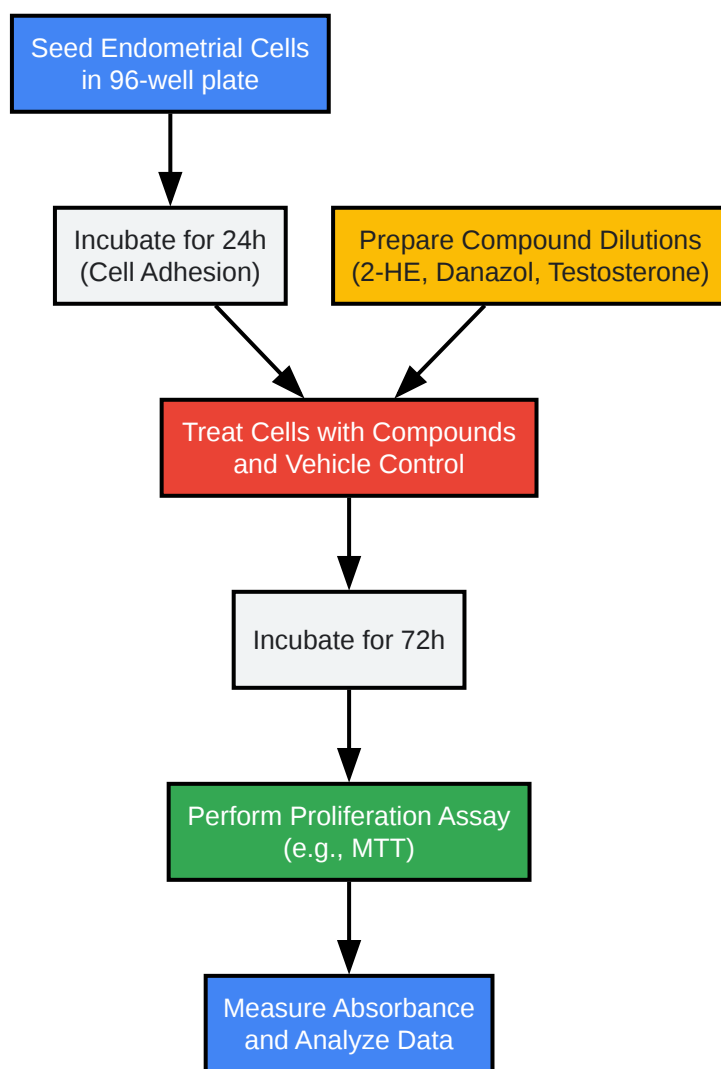 Seed Endometrial Cells
in 96-well plate
Incubate for 24h
(Cell Adhesion)
Prepare Compound Dilutions
(2-HE, Danazol, Testosterone)
Treat Cells with Compounds
and Vehicle Control
Incubate for 72h
Perform Proliferation Assay
(e.g., MTT)
Measure Absorbance
and Analyze Data